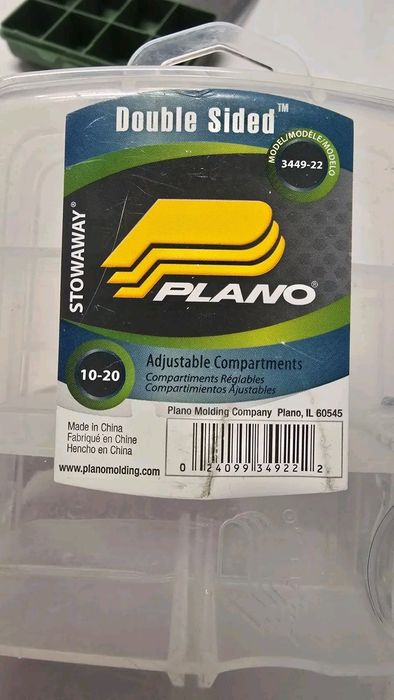 Double Sided™
MODEL/MODÈLE/MODELO
3449-22
STOWAWAY®
PLANO®
10-20
Adjustable Compartments
Compartiments Réglables
Compartimientos Ajustables
Plano Molding Company Plano, IL 60545
Made in China
Fabriqué en Chine
Hencho en China
www.planomolding.com
0 24099 34922 2